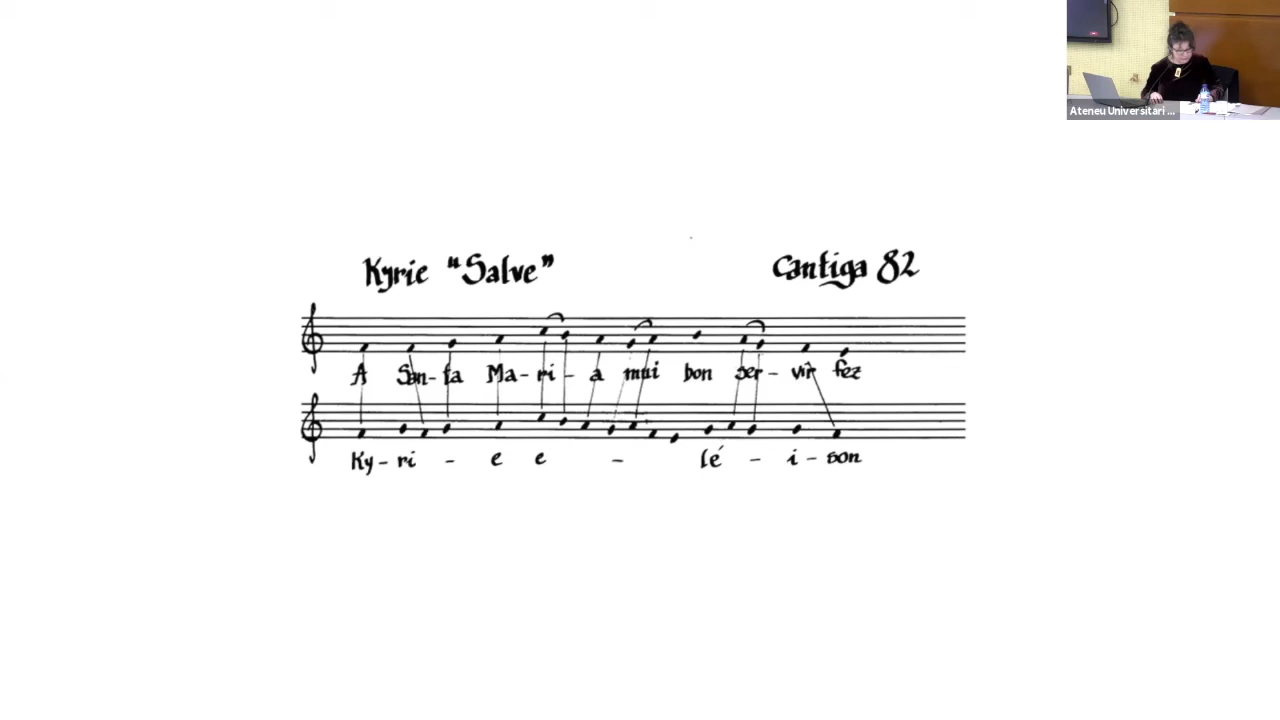 Ateneu Universitari ...
Kyrie "Salve" Cantiga 82
A San-ta Ma-ri-a mui bon ser-vir fez
Ky-ri - e e - lé - i-son